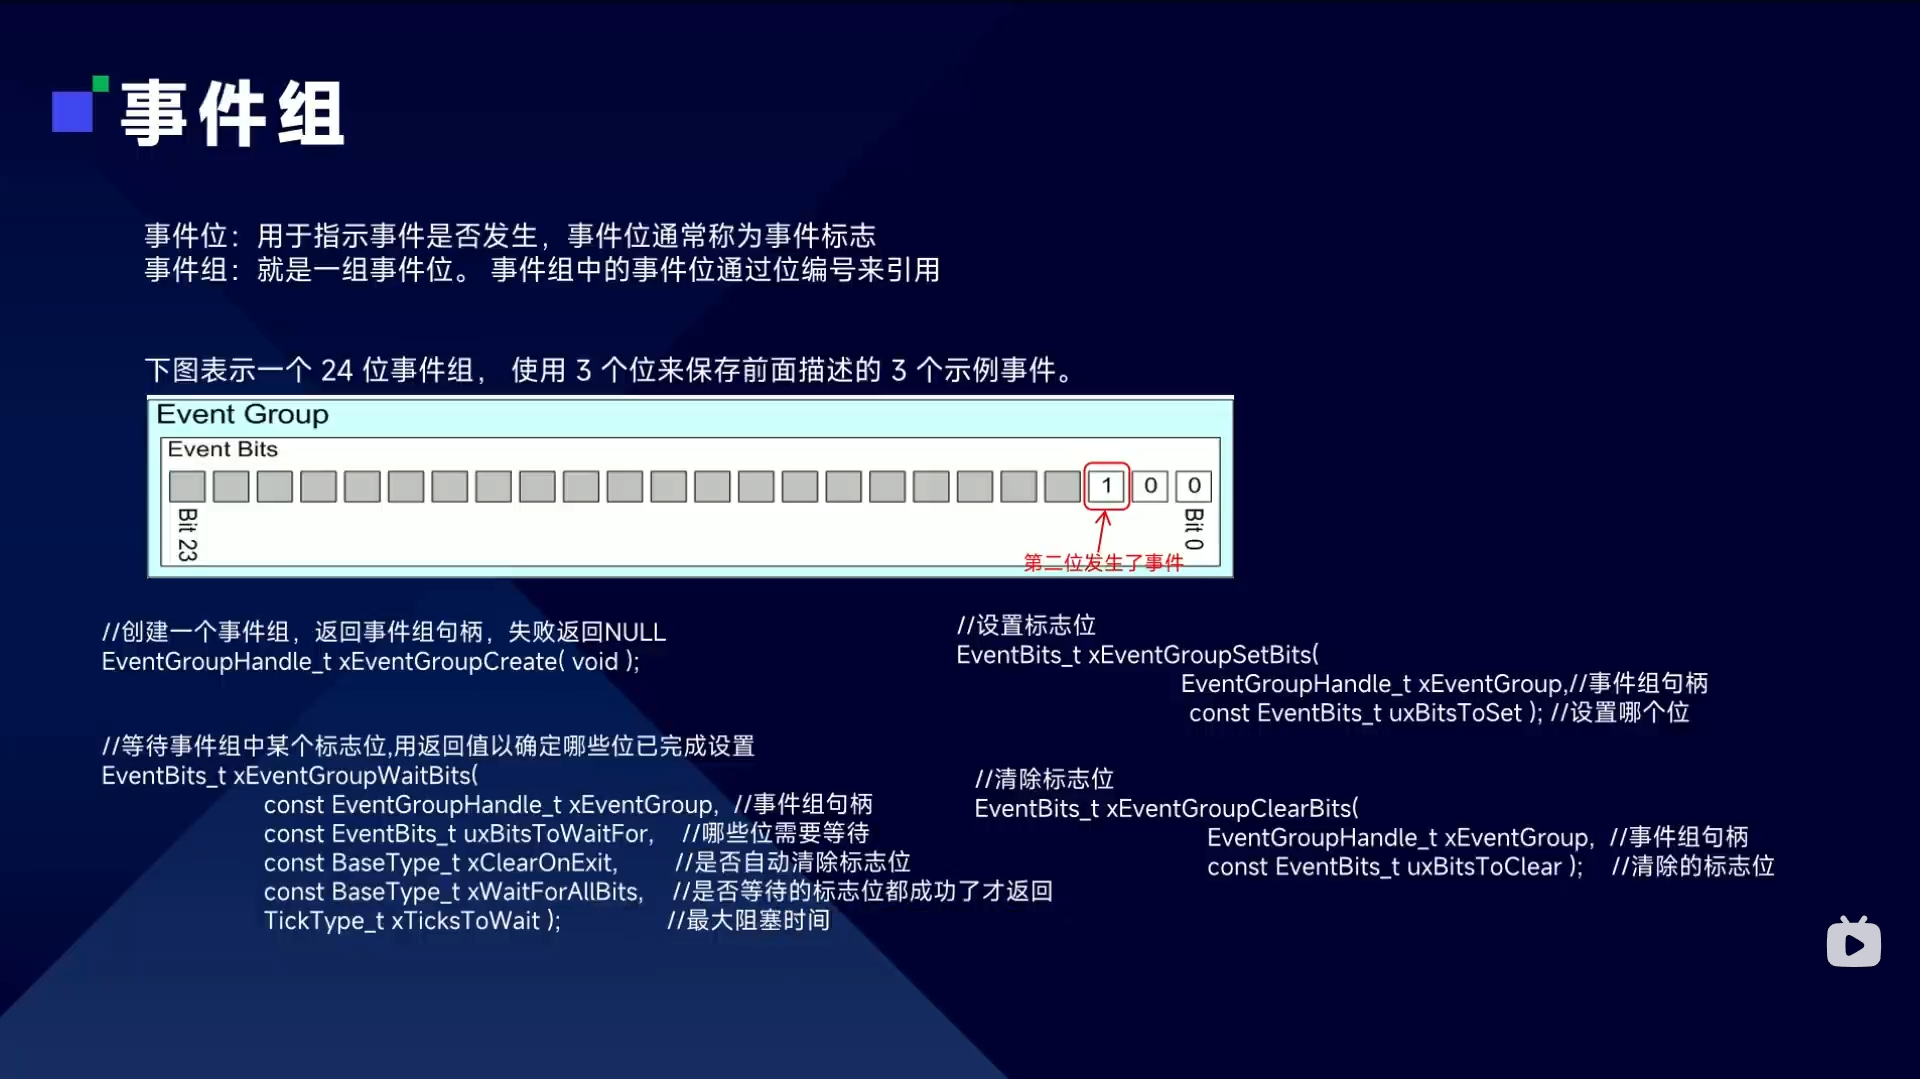 事件组
事件位：用于指示事件是否发生，事件位通常称为事件标志
事件组：就是一组事件位。 事件组中的事件位通过位编号来引用
下图表示一个 24 位事件组， 使用 3 个位来保存前面描述的 3 个示例事件。
Event Group
Event Bits
1 0 0
Bit 23
Bit 0
第二位发生了事件
//创建一个事件组，返回事件组句柄，失败返回NULL
EventGroupHandle_t xEventGroupCreate( void );
//等待事件组中某个标志位,用返回值以确定哪些位已完成设置
EventBits_t xEventGroupWaitBits(
const EventGroupHandle_t xEventGroup, //事件组句柄
const EventBits_t uxBitsToWaitFor, //哪些位需要等待
const BaseType_t xClearOnExit, //是否自动清除标志位
const BaseType_t xWaitForAllBits, //是否等待的标志位都成功了才返回
TickType_t xTicksToWait ); //最大阻塞时间
//设置标志位
EventBits_t xEventGroupSetBits(
EventGroupHandle_t xEventGroup,//事件组句柄
const EventBits_t uxBitsToSet ); //设置哪个位
//清除标志位
EventBits_t xEventGroupClearBits(
EventGroupHandle_t xEventGroup, //事件组句柄
const EventBits_t uxBitsToClear ); //清除的标志位